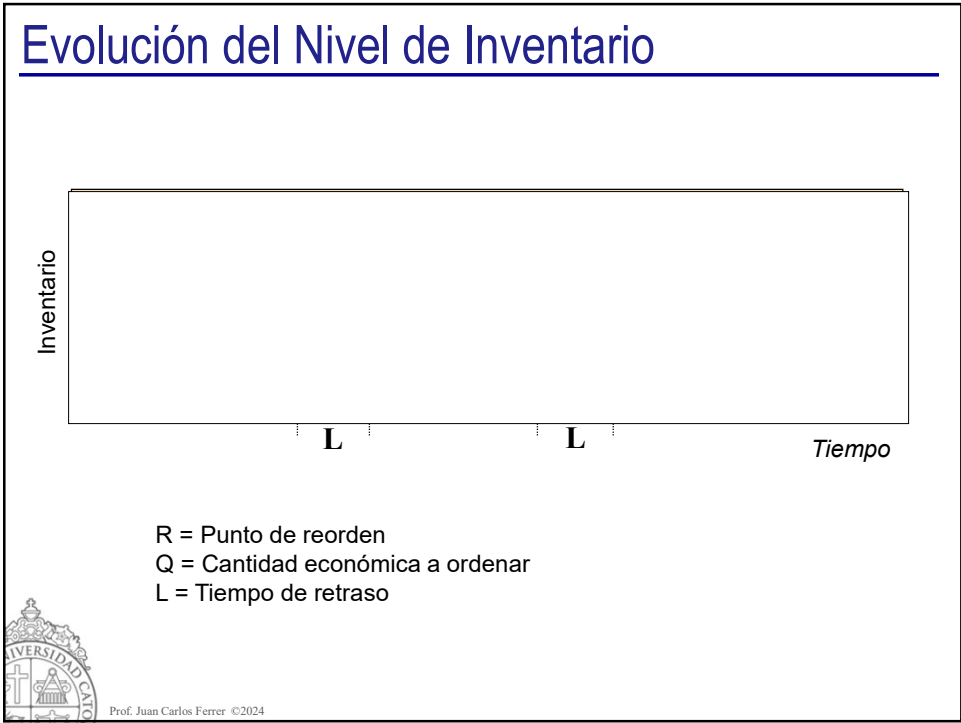 Evolución del Nivel de Inventario
Inventario
L
L
Tiempo
R = Punto de reorden
Q = Cantidad económica a ordenar
L = Tiempo de retraso
Prof. Juan Carlos Ferrer ©2024